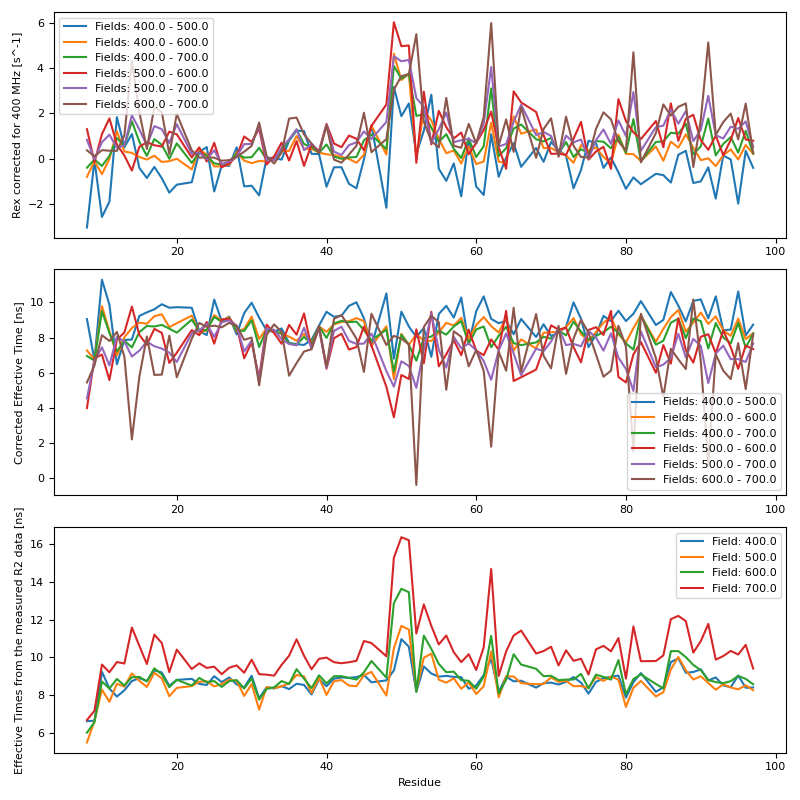 Rex corrected for 400 MHz [s^-1]
6
4
2
0
−2
Fields: 400.0 - 500.0
Fields: 400.0 - 600.0
Fields: 400.0 - 700.0
Fields: 500.0 - 600.0
Fields: 500.0 - 700.0
Fields: 600.0 - 700.0
20
40
60
80
100
Corrected Effective Time [ns]
10
8
6
4
2
0
Fields: 400.0 - 500.0
Fields: 400.0 - 600.0
Fields: 400.0 - 700.0
Fields: 500.0 - 600.0
Fields: 500.0 - 700.0
Fields: 600.0 - 700.0
20
40
60
80
100
Effective Times from the measured R2 data [ns]
16
14
12
10
8
6
Field: 400.0
Field: 500.0
Field: 600.0
Field: 700.0
20
40
60
80
100
Residue